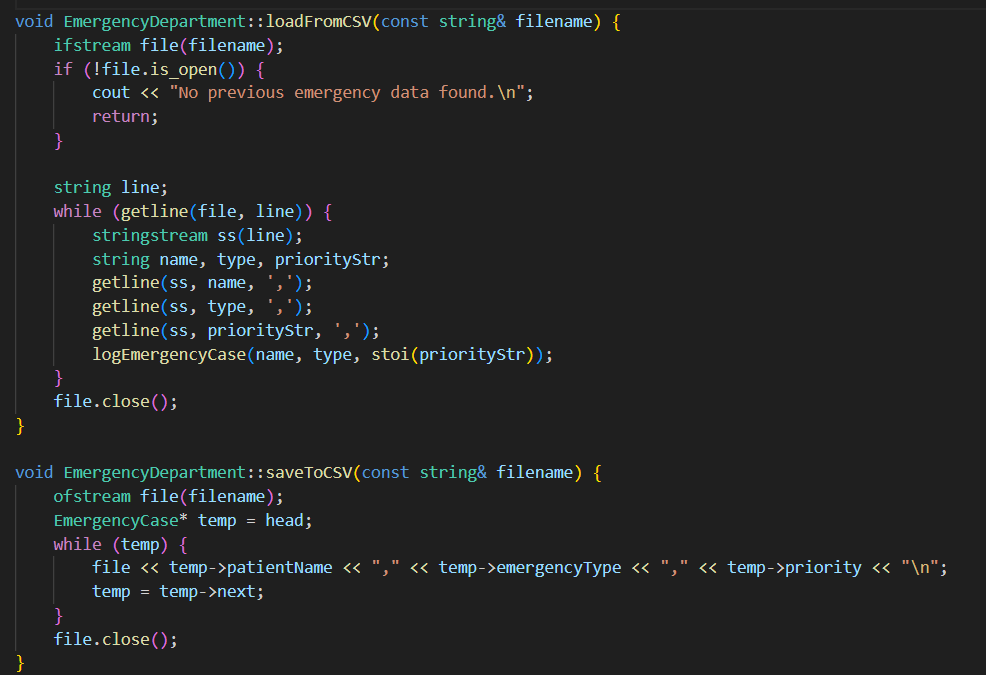 void EmergencyDepartment::loadFromCSV(const string& filename) {
    ifstream file(filename);
    if (!file.is_open()) {
        cout << "No previous emergency data found.\n";
        return;
    }

    string line;
    while (getline(file, line)) {
        stringstream ss(line);
        string name, type, priorityStr;
        getline(ss, name, ',');
        getline(ss, type, ',');
        getline(ss, priorityStr, ',');
        logEmergencyCase(name, type, stoi(priorityStr));
    }
    file.close();
}

void EmergencyDepartment::saveToCSV(const string& filename) {
    ofstream file(filename);
    EmergencyCase* temp = head;
    while (temp) {
        file << temp->patientName << "," << temp->emergencyType << "," << temp->priority << "\n";
        temp = temp->next;
    }
    file.close();
}